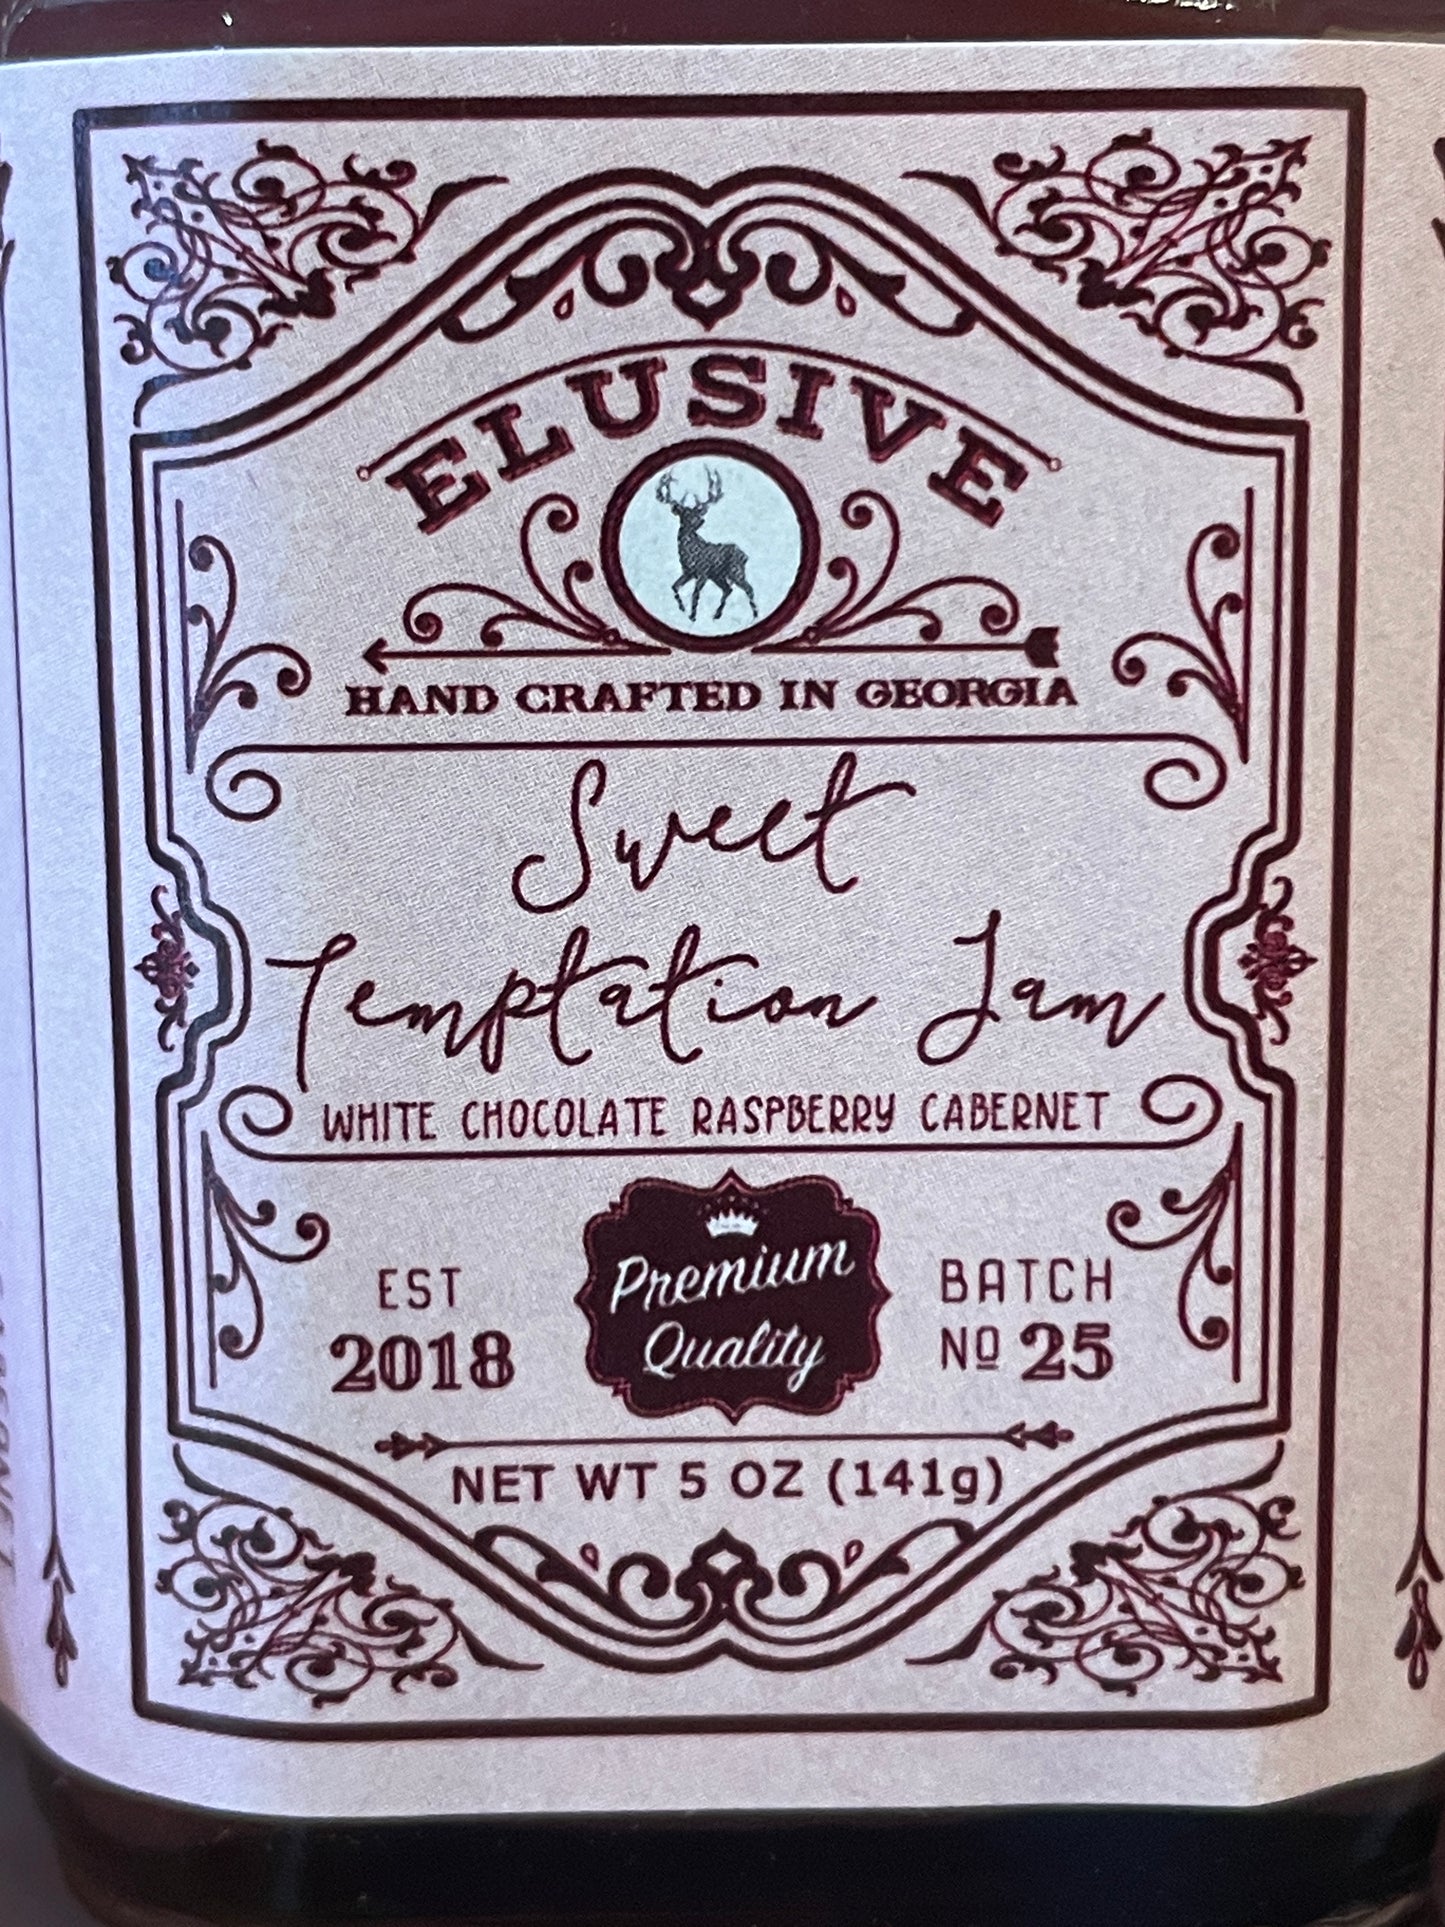 ELUSIVE
HAND CRAFTED IN GEORGIA
Sweet
Temptation Jam
WHITE CHOCOLATE RASPBERRY CABERNET
EST
2018
Premium
Quality
BATCH
NO 25
NET WT 5 OZ (141g)